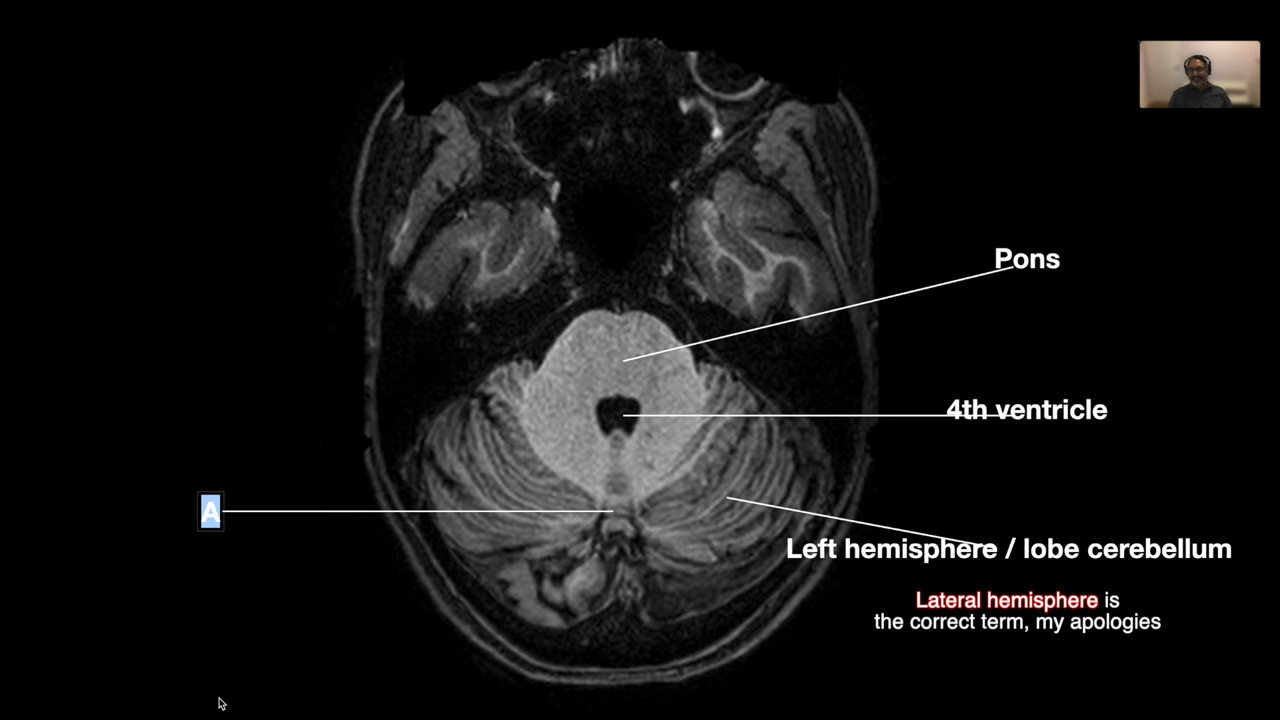 Pons
4th ventricle
A
Left hemisphere / lobe cerebellum
Lateral hemisphere is
the correct term, my apologies